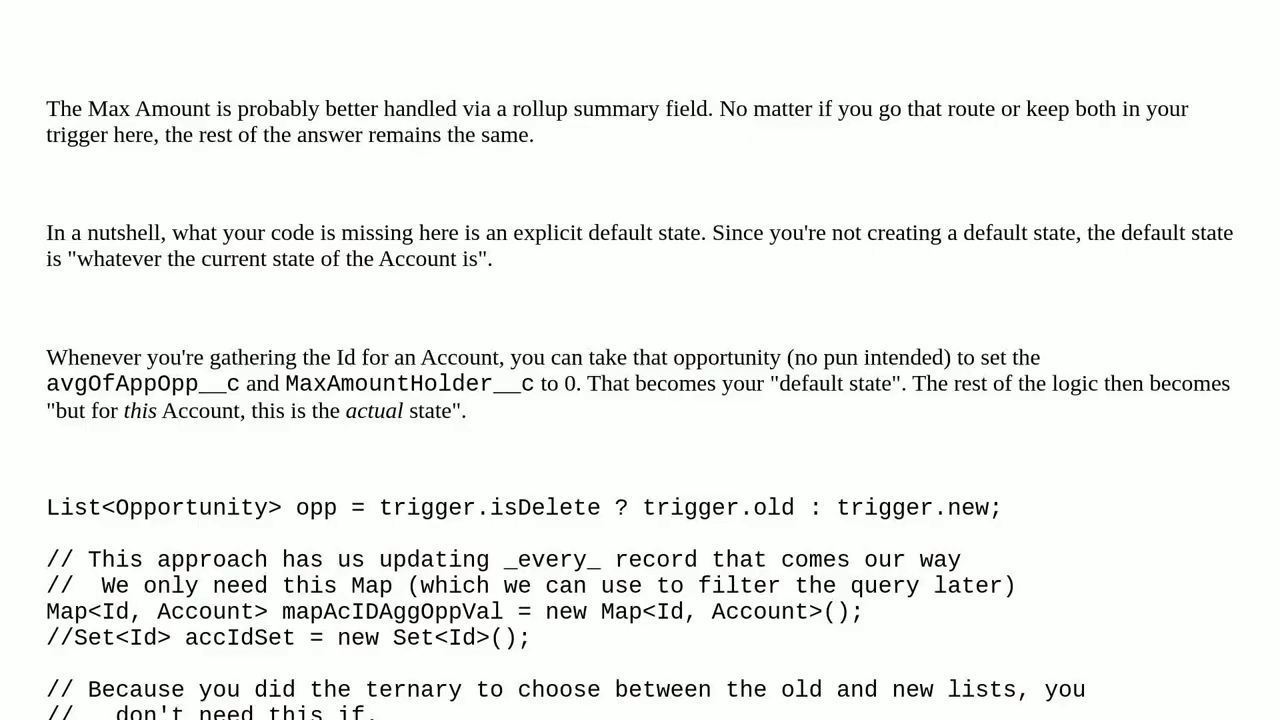 The Max Amount is probably better handled via a rollup summary field. No matter if you go that route or keep both in your
trigger here, the rest of the answer remains the same.
In a nutshell, what your code is missing here is an explicit default state. Since you're not creating a default state, the default state
is "whatever the current state of the Account is".
Whenever you're gathering the Id for an Account, you can take that opportunity (no pun intended) to set the
avgOfAppOpp__c and MaxAmountHolder__c to 0. That becomes your "default state". The rest of the logic then becomes
"but for this Account, this is the actual state".
List<Opportunity> opp = trigger.isDelete ? trigger.old : trigger.new;
// This approach has us updating _every_ record that comes our way
//  We only need this Map (which we can use to filter the query later)
Map<Id, Account> mapAcIDAggOppVal = new Map<Id, Account>();
//Set<Id> accIdSet = new Set<Id>();
// Because you did the ternary to choose between the old and new lists, you
//   don't need this if.